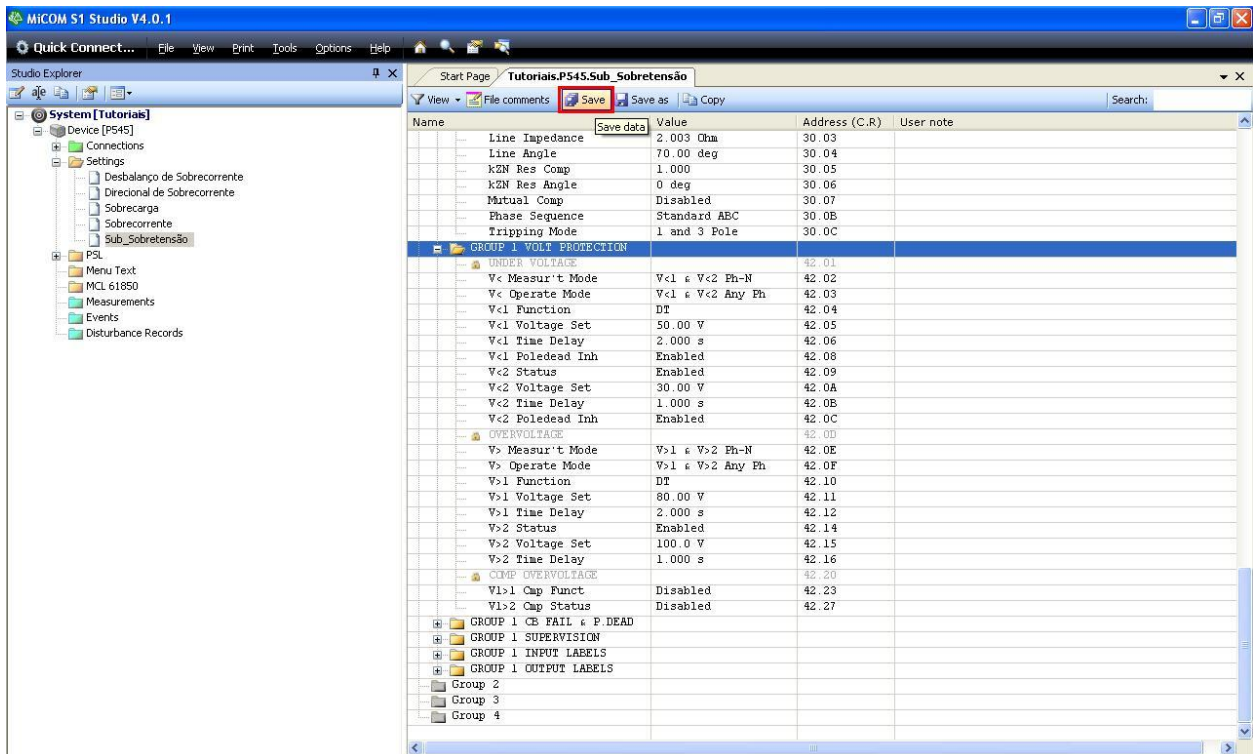 MiCOM S1 Studio V4.0.1
Quick Connect... File View Print Tools Options Help
Studio Explorer
System [Tutoriais]
Device [P545]
Connections
Settings
Desbalanço de Sobrecorrente
Direcional de Sobrecorrente
Sobrecarga
Sobrecorrente
Sub_Sobretensão
PSL
Menu Text
MCL 61850
Measurements
Events
Disturbance Records
Start Page Tutoriais.P545.Sub_Sobretensão
View File comments Save Save as Copy Search:
Name Value Address (C.R) User note
Save data
Line Impedance 2.003 Ohm 30.03
Line Angle 70.00 deg 30.04
kZN Res Comp 1.000 30.05
kZN Res Angle 0 deg 30.06
Mutual Comp Disabled 30.07
Phase Sequence Standard ABC 30.0B
Tripping Mode 1 and 3 Pole 30.0C
GROUP 1 VOLT PROTECTION
UNDER VOLTAGE 42.01
V< Measur't Mode V<1 & V<2 Ph-N 42.02
V< Operate Mode V<1 & V<2 Any Ph 42.03
V<1 Function DT 42.04
V<1 Voltage Set 50.00 V 42.05
V<1 Time Delay 2.000 s 42.06
V<1 Poledead Inh Enabled 42.08
V<2 Status Enabled 42.09
V<2 Voltage Set 30.00 V 42.0A
V<2 Time Delay 1.000 s 42.0B
V<2 Poledead Inh Enabled 42.0C
OVERVOLTAGE 42.0D
V> Measur't Mode V>1 & V>2 Ph-N 42.0E
V> Operate Mode V>1 & V>2 Any Ph 42.0F
V>1 Function DT 42.10
V>1 Voltage Set 80.00 V 42.11
V>1 Time Delay 2.000 s 42.12
V>2 Status Enabled 42.14
V>2 Voltage Set 100.0 V 42.15
V>2 Time Delay 1.000 s 42.16
COMP OVERVOLTAGE 42.20
V1>1 Cmp Funct Disabled 42.23
V1>2 Cmp Status Disabled 42.27
GROUP 1 CB FAIL & P.DEAD
GROUP 1 SUPERVISION
GROUP 1 INPUT LABELS
GROUP 1 OUTPUT LABELS
Group 2
Group 3
Group 4